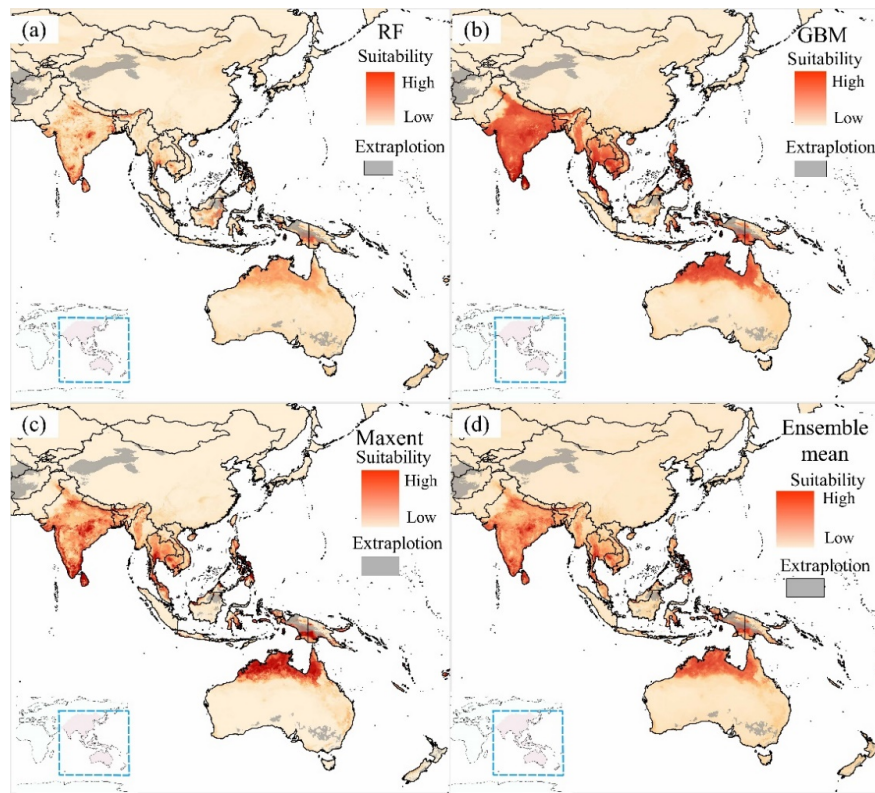 (a)
RF
Suitability
High
Low
Extraplotion
(b)
GBM
Suitability
High
Low
Extraplotion
(c)
Maxent
Suitability
High
Low
Extraplotion
(d)
Ensemble
mean
Suitability
High
Low
Extraplotion